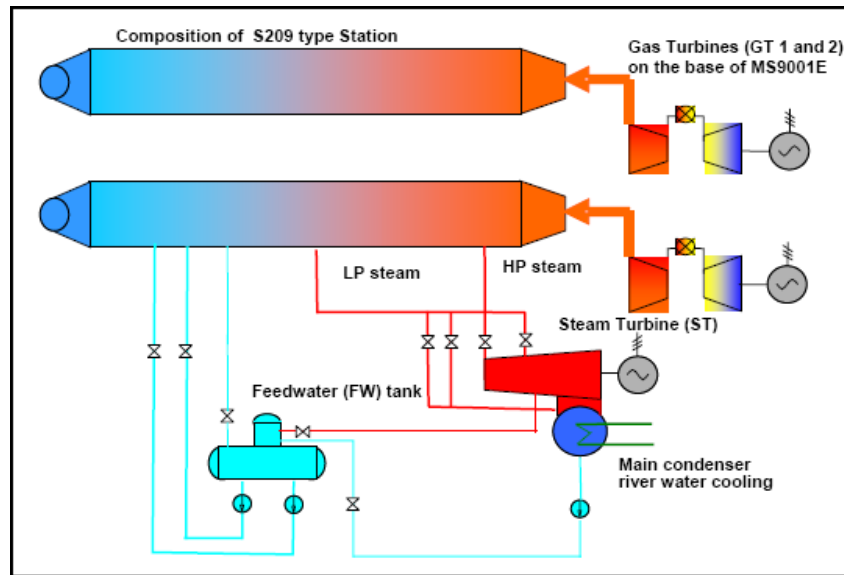 Composition of S209 type Station
Gas Turbines (GT 1 and 2)
on the base of MS9001E
LP steam
HP steam
Steam Turbine (ST)
Feedwater (FW) tank
Main condenser
river water cooling